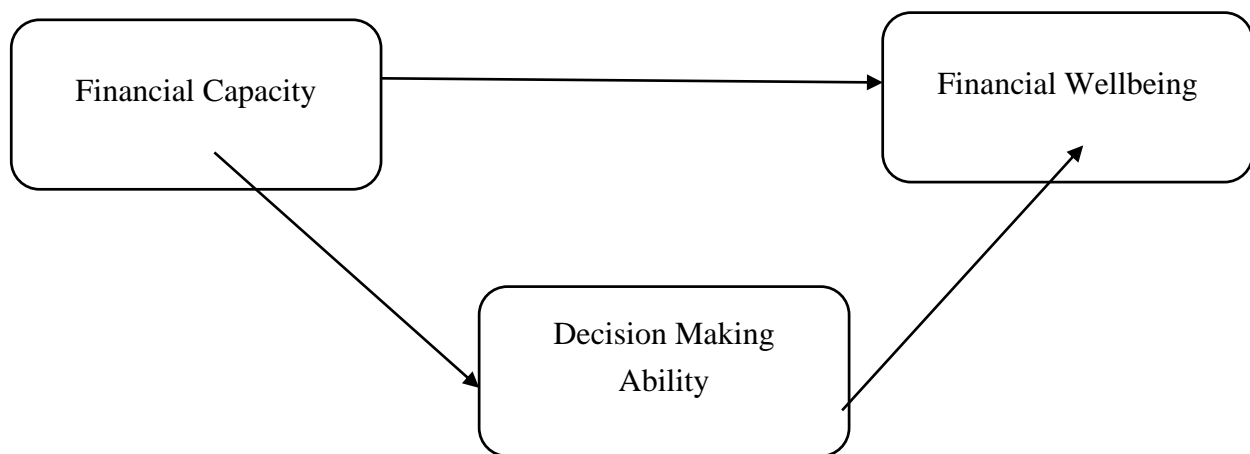 Financial Capacity
Financial Wellbeing
Decision Making
Ability